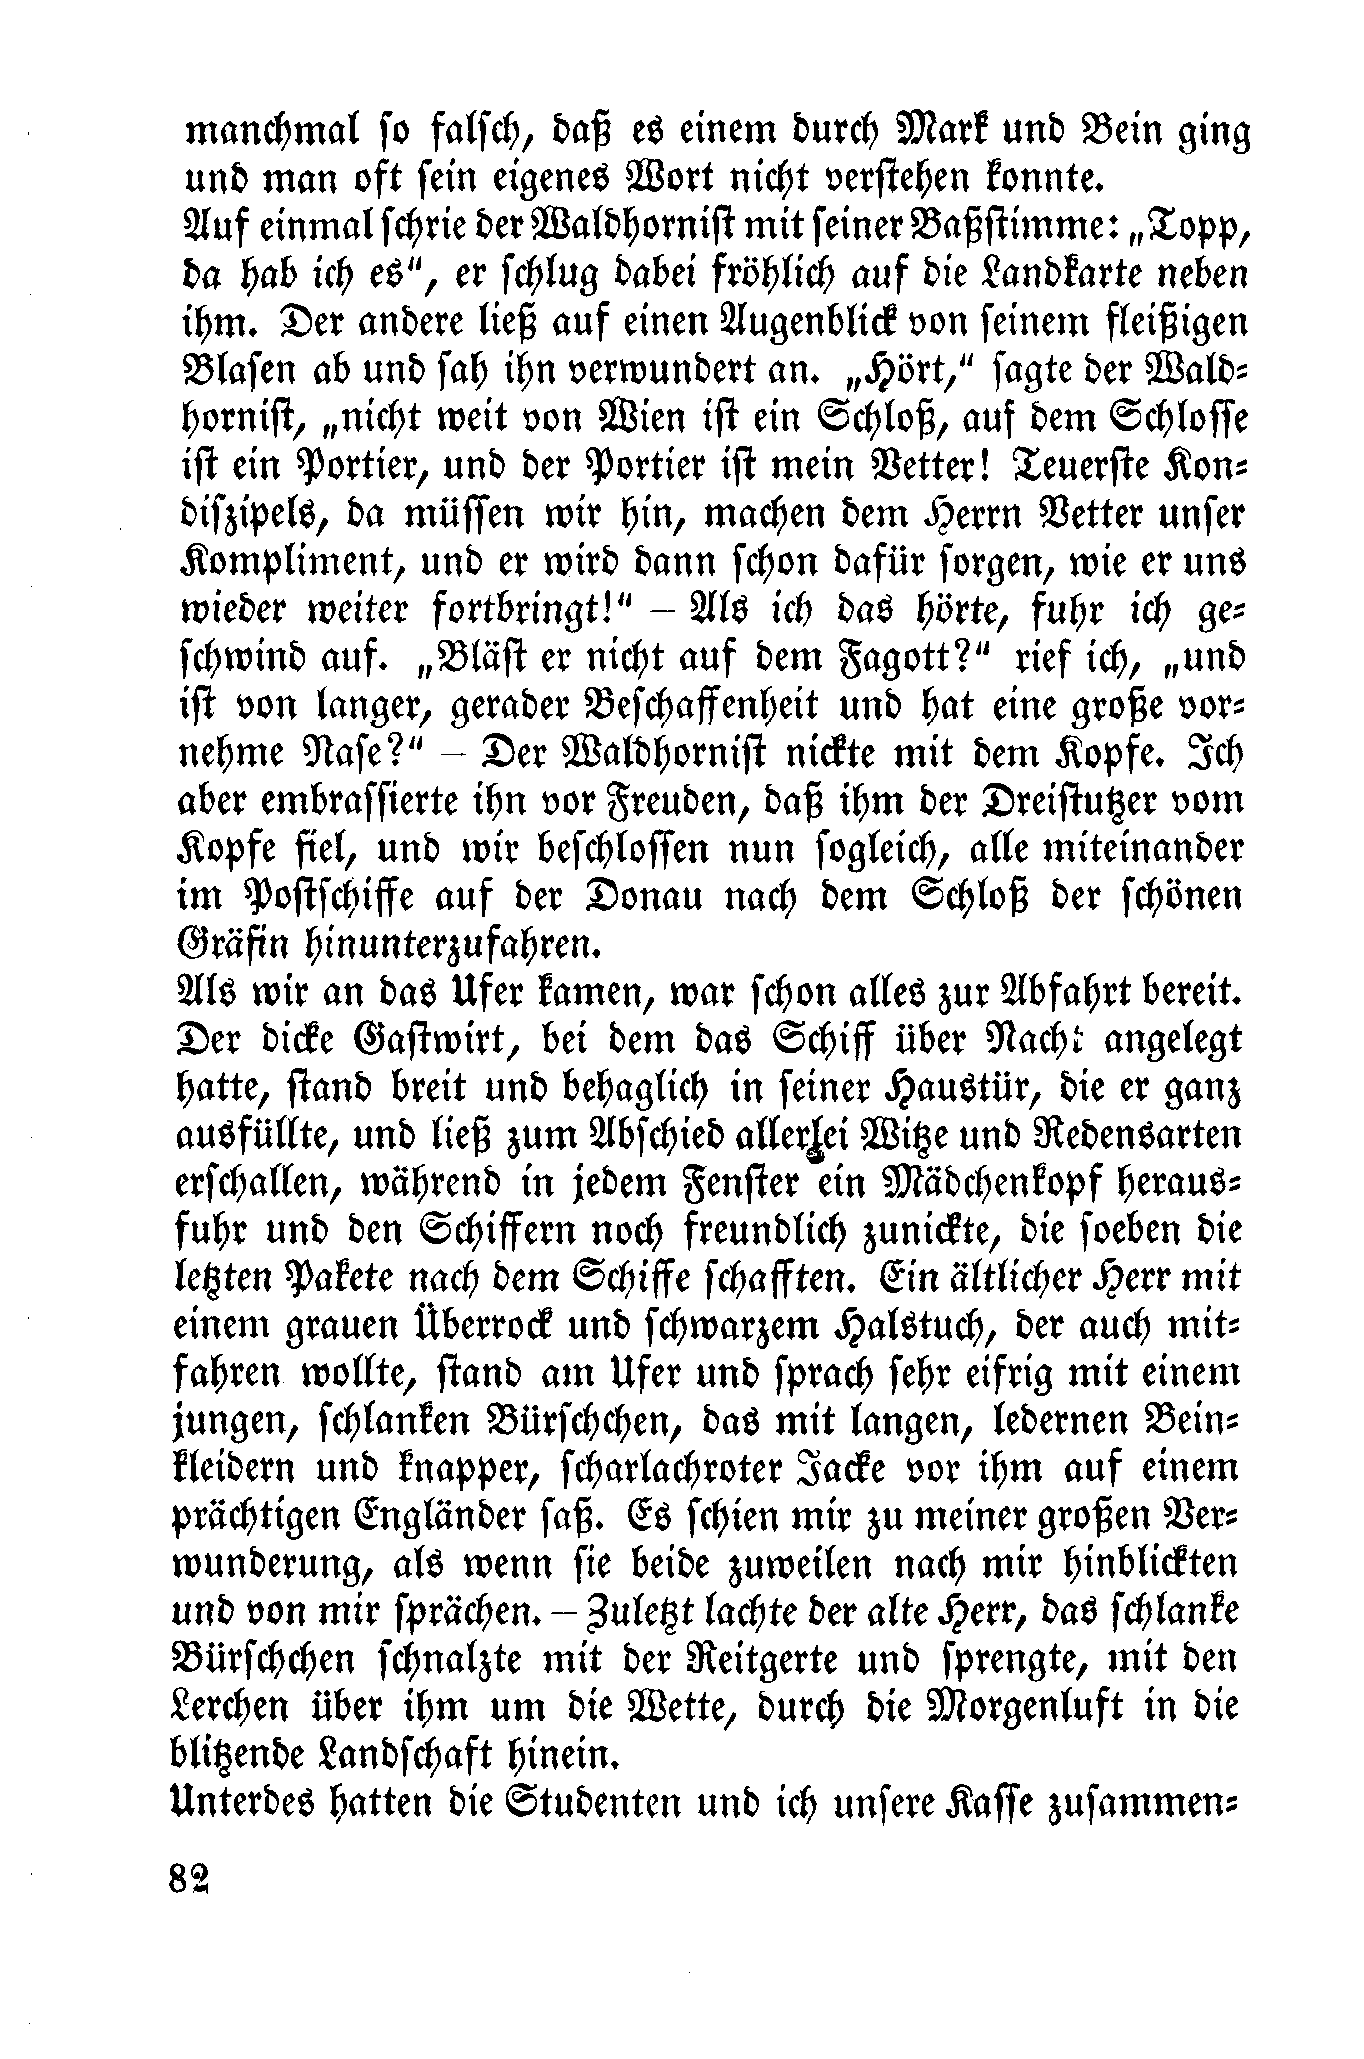 manchmal so falsch, daß es einem durch Mark und Bein ging
und man oft sein eigenes Wort nicht verstehen konnte.
Auf einmal schrie der Waldhornist mit seiner Baßstimme: „Topp,
da hab ich es“, er schlug dabei fröhlich auf die Landkarte neben
ihm. Der andere ließ auf einen Augenblick von seinem fleißigen
Blasen ab und sah ihn verwundert an. „Hört,“ sagte der Wald-
hornist, „nicht weit von Wien ist ein Schloß, auf dem Schlosse
ist ein Portier, und der Portier ist mein Vetter! Teuerste Kon-
diszipels, da müssen wir hin, machen dem Herrn Vetter unser
Kompliment, und er wird dann schon dafür sorgen, wie er uns
wieder weiter fortbringt!“ – Als ich das hörte, fuhr ich ge-
schwind auf. „Bläst er nicht auf dem Fagott?“ rief ich, „und
ist von langer, gerader Beschaffenheit und hat eine große vor-
nehme Nase?“ – Der Waldhornist nickte mit dem Kopfe. Ich
aber embrassierte ihn vor Freuden, daß ihm der Dreistutzer vom
Kopfe fiel, und wir beschlossen nun sogleich, alle miteinander
im Postschiffe auf der Donau nach dem Schloß der schönen
Gräfin hinunterzufahren.
Als wir an das Ufer kamen, war schon alles zur Abfahrt bereit.
Der dicke Gastwirt, bei dem das Schiff über Nacht angelegt
hatte, stand breit und behaglich in seiner Haustür, die er ganz
ausfüllte, und ließ zum Abschied allerlei Witze und Redensarten
erschallen, während in jedem Fenster ein Mädchenkopf heraus-
fuhr und den Schiffern noch freundlich zunickte, die soeben die
letzten Pakete nach dem Schiffe schafften. Ein ältlicher Herr mit
einem grauen Überrock und schwarzem Halstuch, der auch mit-
fahren wollte, stand am Ufer und sprach sehr eifrig mit einem
jungen, schlanken Bürschchen, das mit langen, ledernen Bein-
kleidern und knapper, scharlachroter Jacke vor ihm auf einem
prächtigen Engländer saß. Es schien mir zu meiner großen Ver-
wunderung, als wenn sie beide zuweilen nach mir hinblickten
und von mir sprächen. – Zuletzt lachte der alte Herr, das schlanke
Bürschchen schnalzte mit der Reitgerte und sprengte, mit den
Lerchen über ihm um die Wette, durch die Morgenluft in die
blitzende Landschaft hinein.
Unterdes hatten die Studenten und ich unsere Kasse zusammen-
82